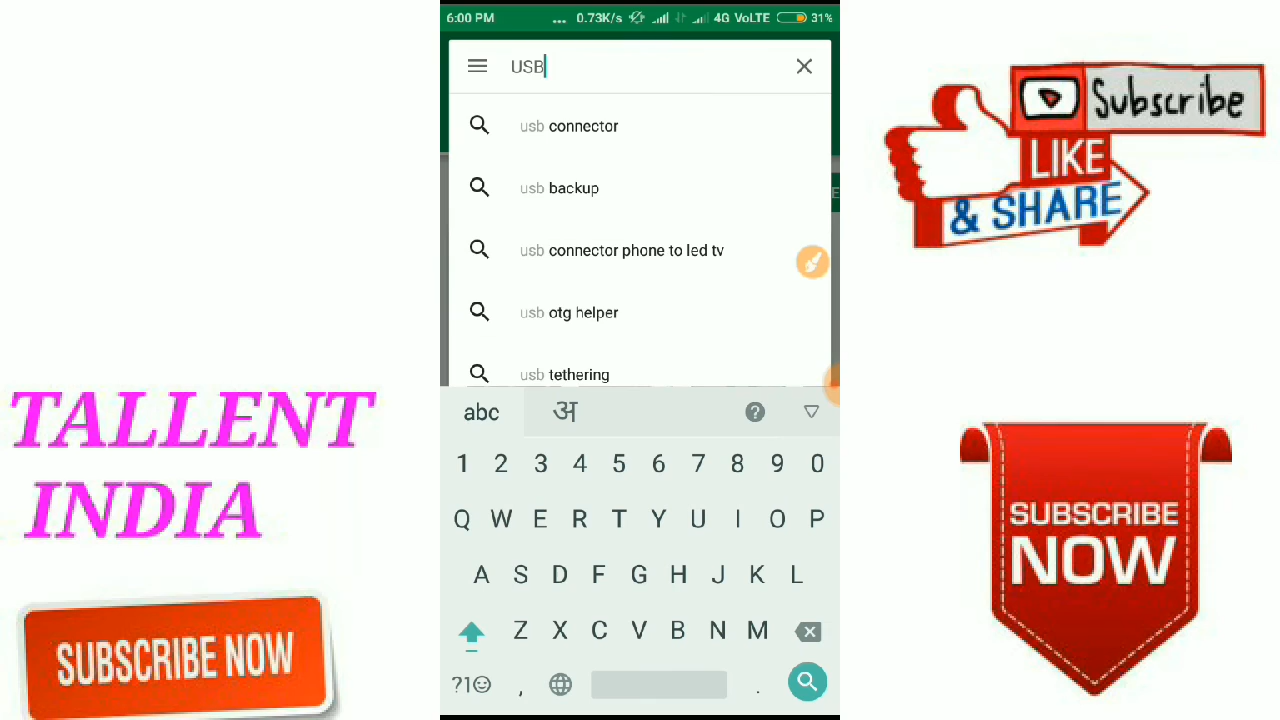 6:00 PM ... 0.73K/s 4G VoLTE 31%
USB
usb connector
usb backup
usb connector phone to led tv
usb otg helper
usb tethering
abc अ ?
1 2 3 4 5 6 7 8 9 0
Q W E R T Y U I O P
A S D F G H J K L
Z X C V B N M
?1☺ , .
TALLENT
INDIA
SUBSCRIBE NOW
Subscribe
LIKE
& SHARE
SUBSCRIBE
NOW